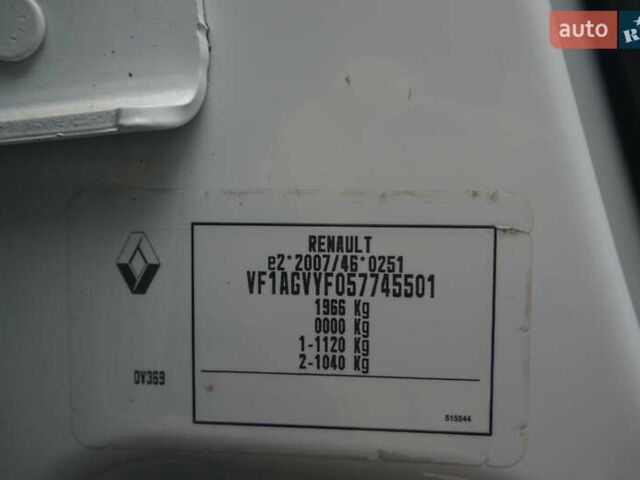 auto
R
RENAULT
e2*2007/46*0251
VF1AGVYF057745501
1966 Kg
0000 Kg
1-1120 Kg
2-1040 Kg
DV369
515544